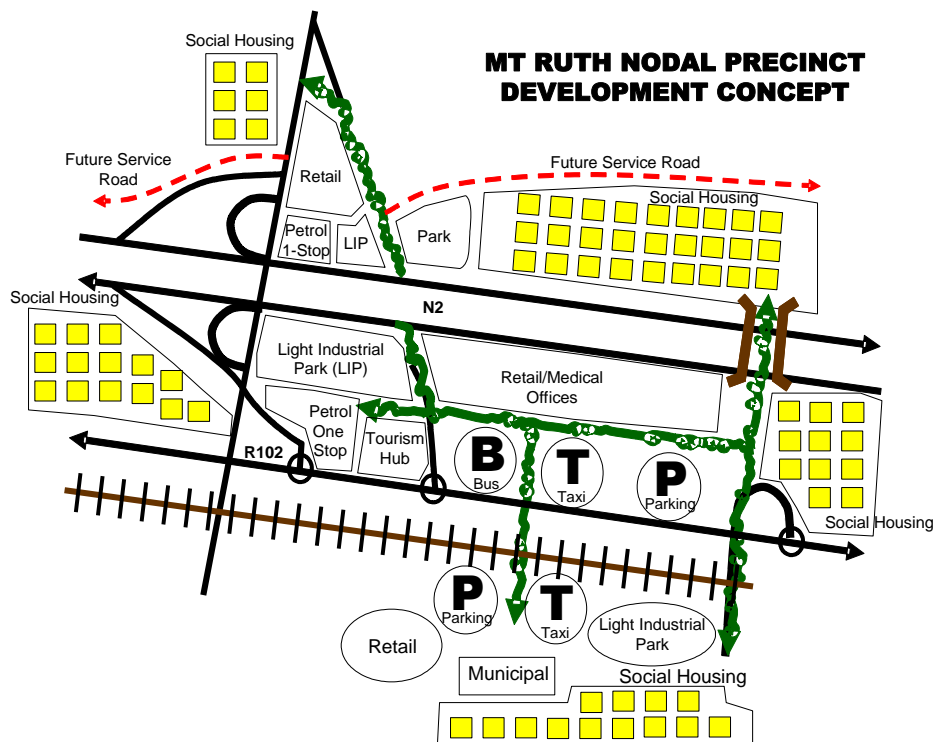 MT RUTH NODAL PRECINCT
DEVELOPMENT CONCEPT
Social Housing
Future Service
Road
Retail
Future Service Road
Social Housing
Petrol
1-Stop
LIP
Park
Social Housing
N2
Light Industrial
Park (LIP)
Retail/Medical
Offices
Petrol
One
Stop
Tourism
Hub
R102
B
Bus
T
Taxi
P
Parking
Social Housing
P
Parking
T
Taxi
Light Industrial
Park
Retail
Municipal
Social Housing